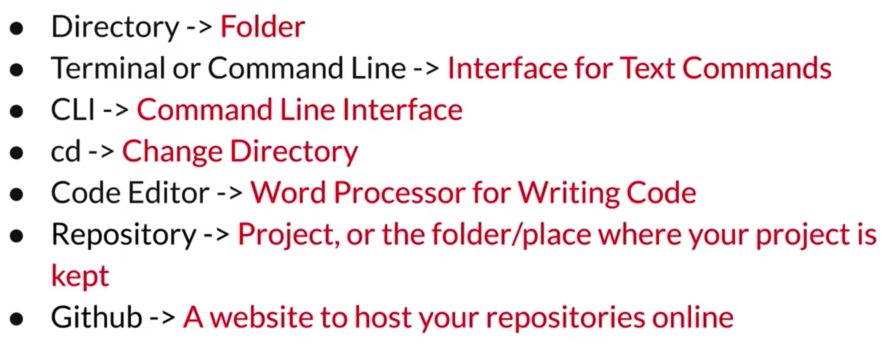 ● Directory -> Folder
● Terminal or Command Line -> Interface for Text Commands
● CLI -> Command Line Interface
● cd -> Change Directory
● Code Editor -> Word Processor for Writing Code
● Repository -> Project, or the folder/place where your project is
kept
● Github -> A website to host your repositories online